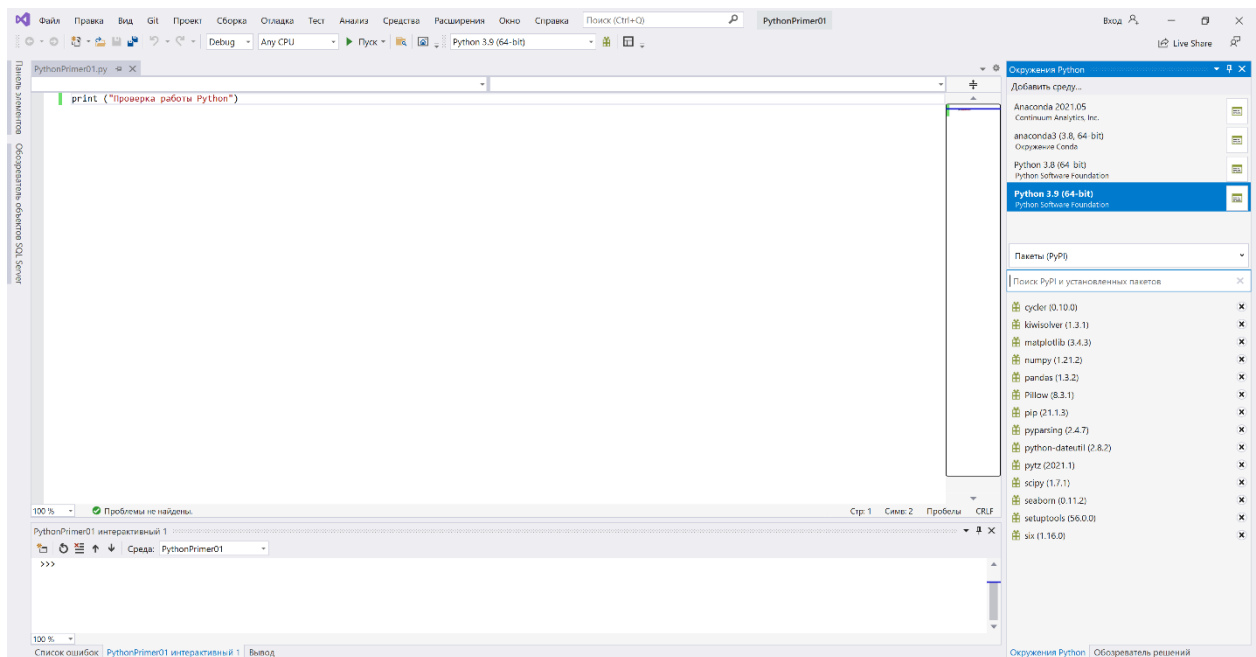 Файл Правка Вид Git Проект Сборка Отладка Тест Анализ Средства Расширения Окно Справка Поиск (Ctrl+Q) PythonPrimer01 Вход
Debug Any CPU Пуск Python 3.9 (64-bit) Live Share
Панель элементов
Обозреватель объектов SQL Server
PythonPrimer01.py
print ("Проверка работы Python")
100 % Проблемы не найдены. Стр: 1 Симв: 2 Пробелы CRLF
PythonPrimer01 интерактивный 1
Среда: PythonPrimer01
>>>
100 %
Список ошибок PythonPrimer01 интерактивный 1 Вывод
Окружения Python
Добавить среду...
Anaconda 2021.05
Continuum Analytics, Inc.
anaconda3 (3.8, 64-bit)
Окружение Conda
Python 3.8 (64-bit)
Python Software Foundation
Python 3.9 (64-bit)
Python Software Foundation
Пакеты (PyPI)
Поиск PyPI и установленных пакетов
cycler (0.10.0)
kiwisolver (1.3.1)
matplotlib (3.4.3)
numpy (1.21.2)
pandas (1.3.2)
Pillow (8.3.1)
pip (21.1.3)
pyparsing (2.4.7)
python-dateutil (2.8.2)
pytz (2021.1)
scipy (1.7.1)
seaborn (0.11.2)
setuptools (56.0.0)
six (1.16.0)
Окружения Python Обозреватель решений